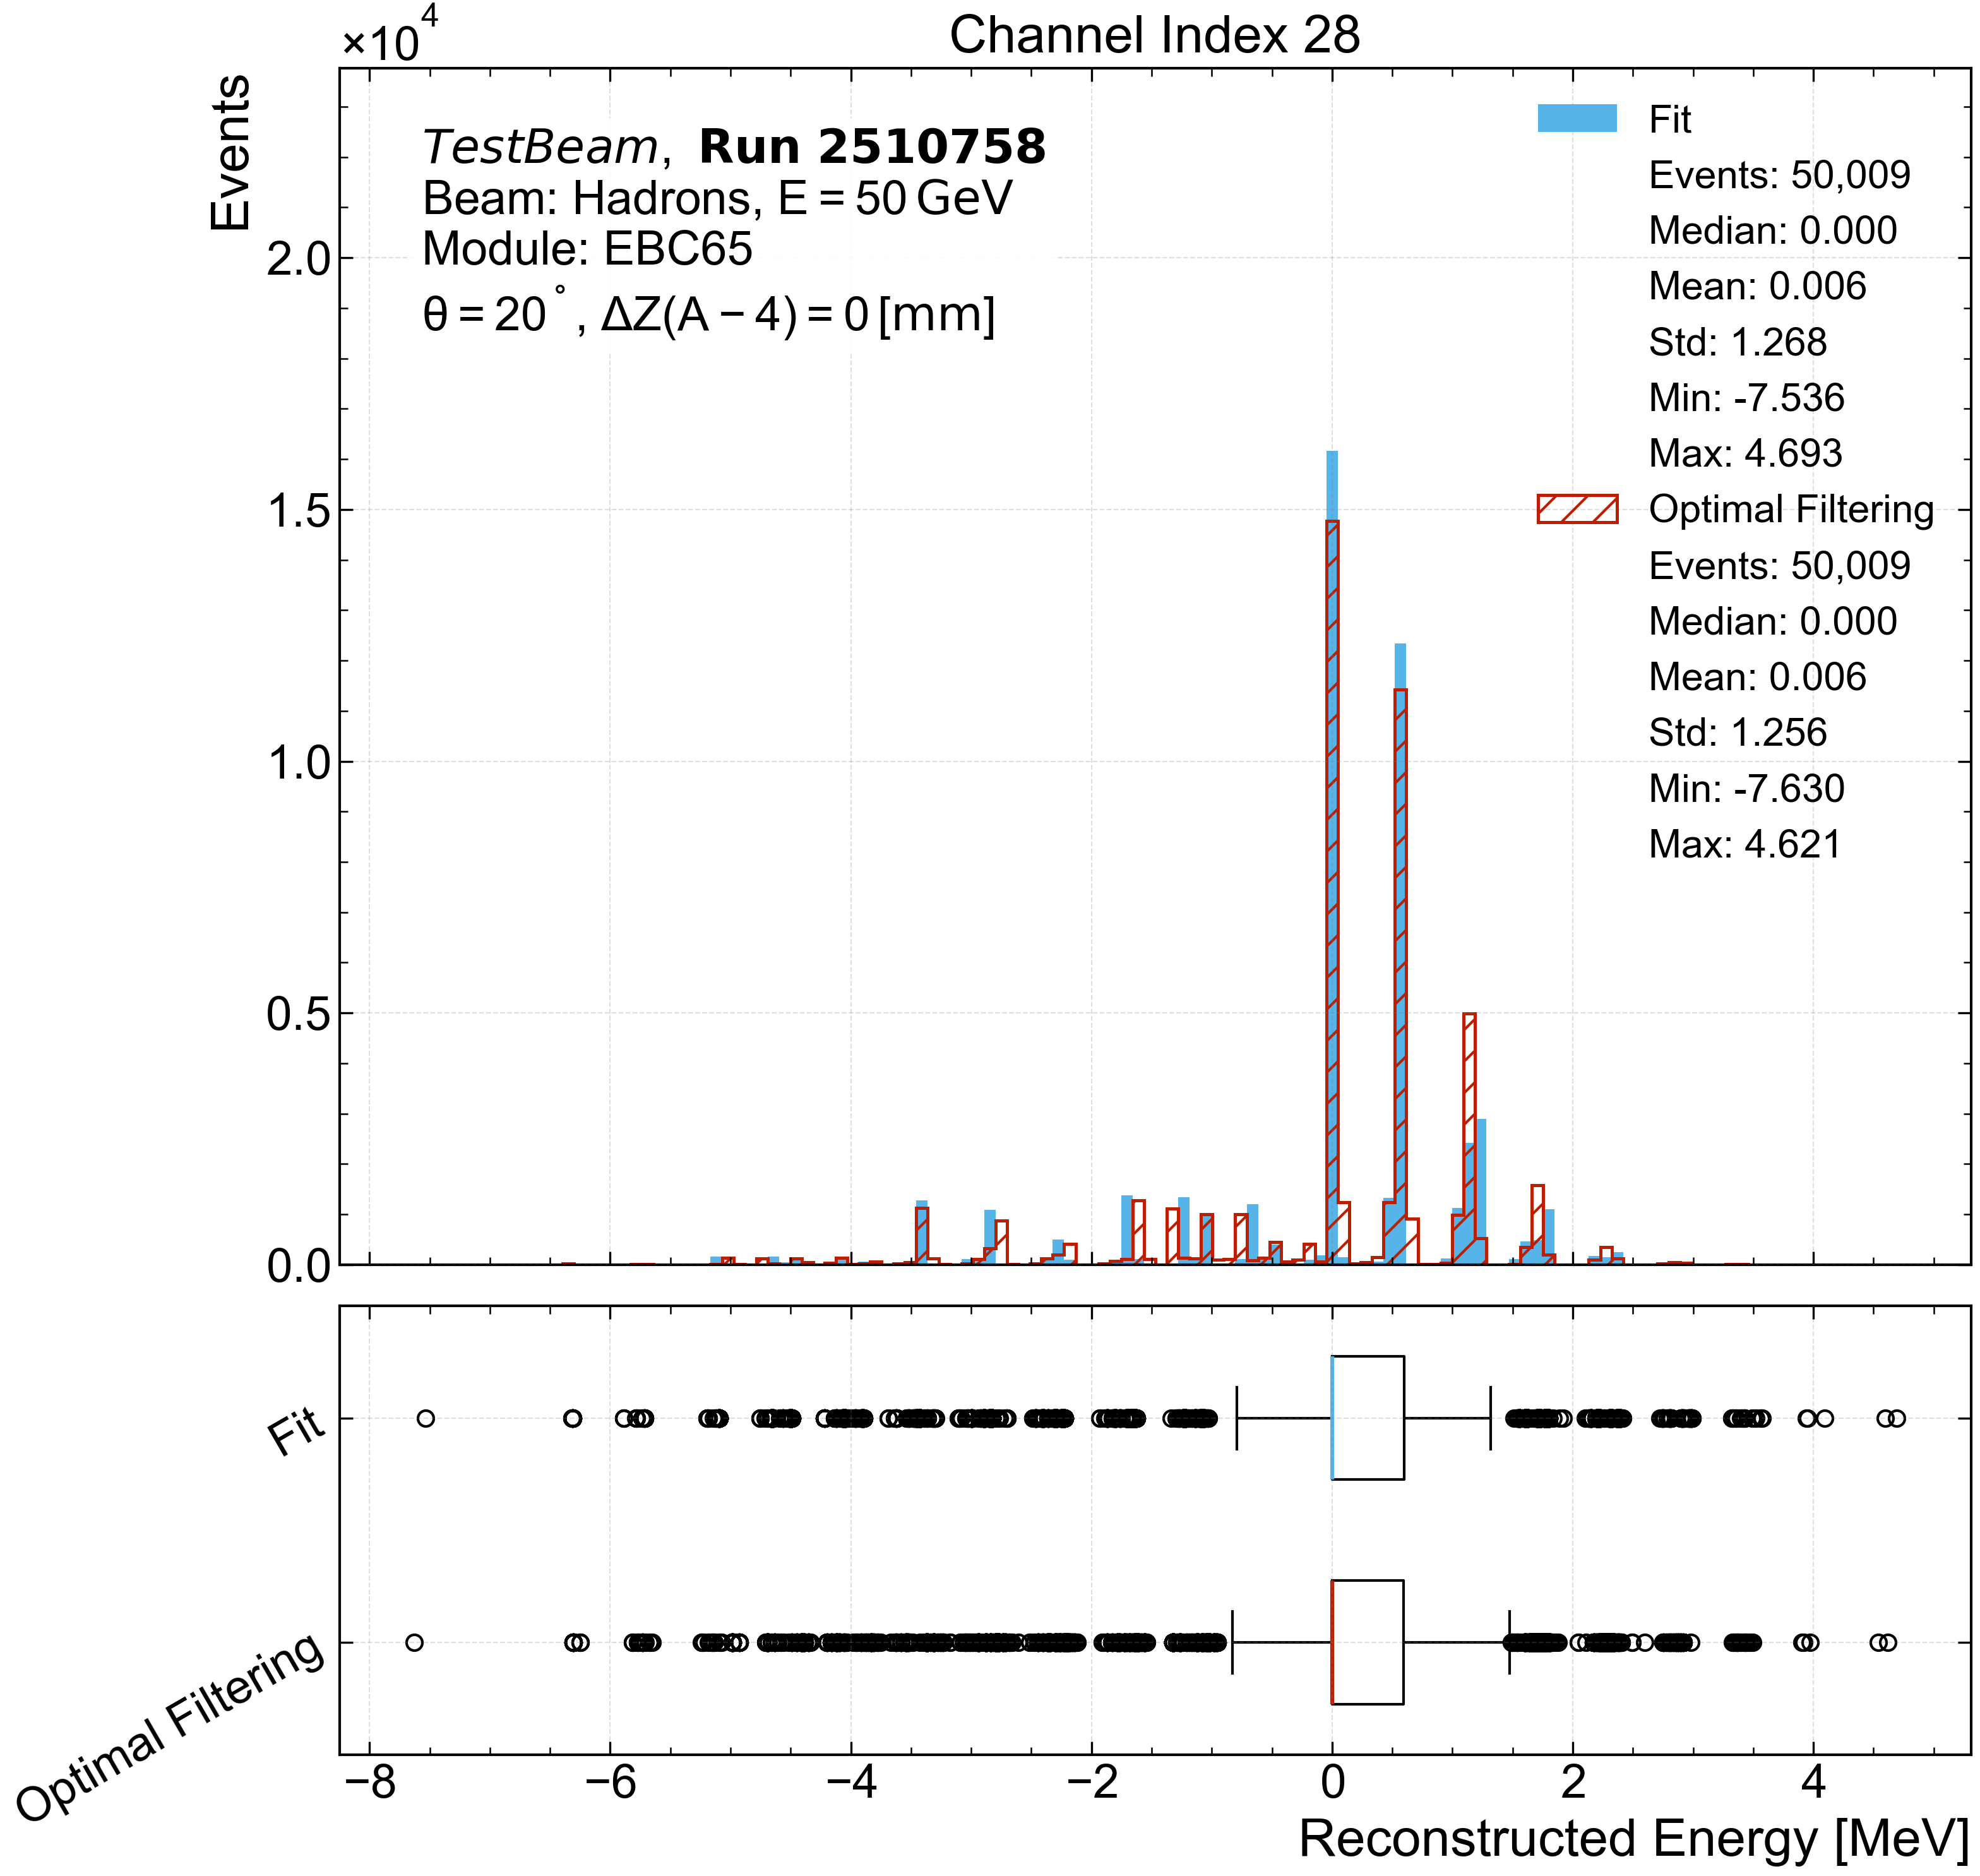 Channel Index 28
×10⁴
Events
TestBeam, Run 2510758
Beam: Hadrons, E = 50 GeV
Module: EBC65
θ = 20°, ΔZ(A − 4) = 0 [mm]
Fit
Events: 50,009
Median: 0.000
Mean: 0.006
Std: 1.268
Min: -7.536
Max: 4.693
Optimal Filtering
Events: 50,009
Median: 0.000
Mean: 0.006
Std: 1.256
Min: -7.630
Max: 4.621
2.0
1.5
1.0
0.5
0.0
Fit
Optimal Filtering
−8 −6 −4 −2 0 2 4
Reconstructed Energy [MeV]